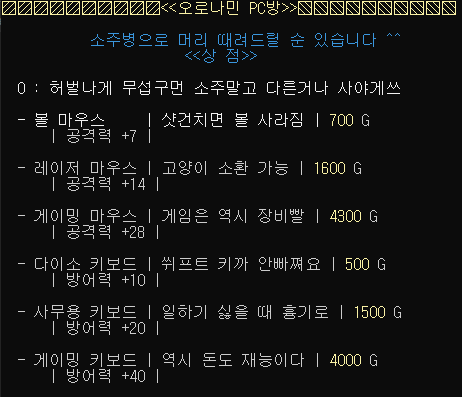 ▨▨▨▨▨▨▨▨▨▨<<오로나민 PC방>>▨▨▨▨▨▨▨▨▨▨
소주병으로 머리 때려드릴 순 있습니다 ^^
<<상 점>>
O : 허벌나게 무섭구먼 소주말고 다른거나 사야게쓰
- 볼 마우스 | 샷건치면 볼 사라짐 | 700 G
| 공격력 +7 |
- 레이저 마우스 | 고양이 소환 가능 | 1600 G
| 공격력 +14 |
- 게이밍 마우스 | 게임은 역시 장비빨 | 4300 G
| 공격력 +28 |
- 다이소 키보드 | 쉬프트 키까 안빠쪄요 | 500 G
| 방어력 +10 |
- 사무용 키보드 | 일하기 싫을 때 흉기로 | 1500 G
| 방어력 +20 |
- 게이밍 키보드 | 역시 돈도 재능이다 | 4000 G
| 방어력 +40 |